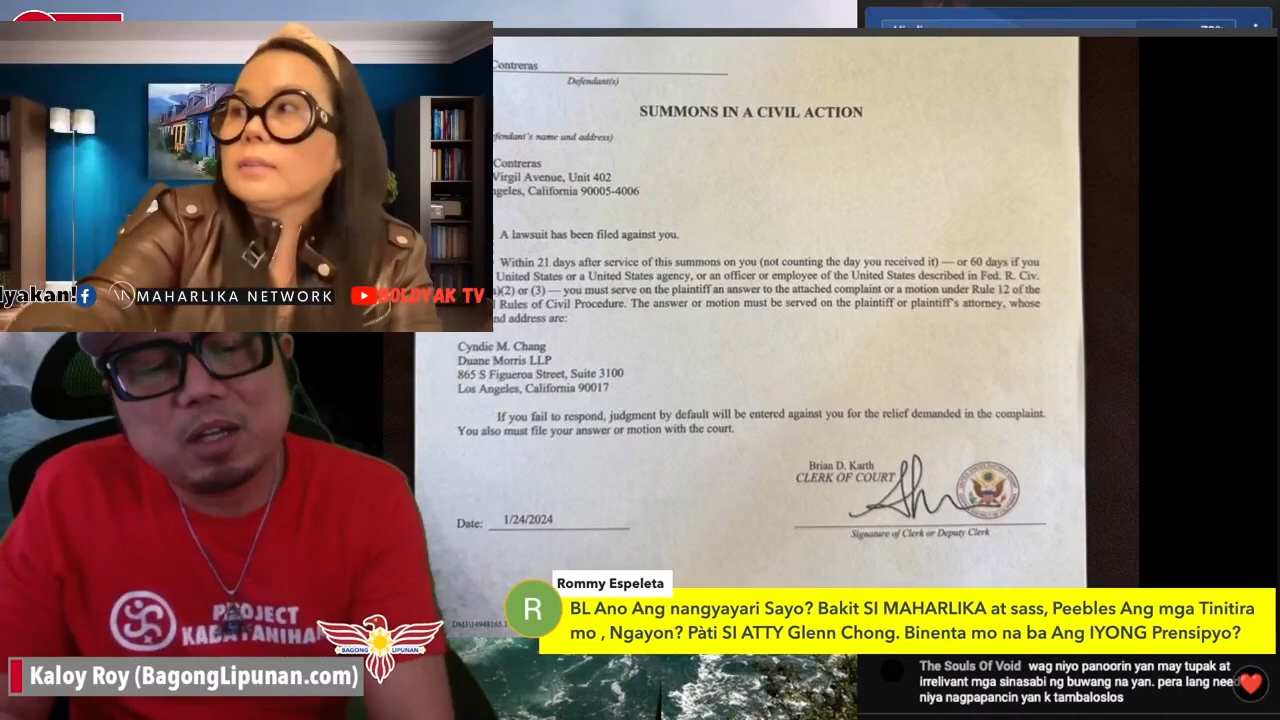 Contreras
Defendant(s)
SUMMONS IN A CIVIL ACTION
fendant's name and address)
Contreras
Virgil Avenue, Unit 402
ngeles, California 90005-4006
A lawsuit has been filed against you.
Within 21 days after service of this summons on you (not counting the day you received it) — or 60 days if you
United States or a United States agency, or an officer or employee of the United States described in Fed. R. Civ.
)(2) or (3) — you must serve on the plaintiff an answer to the attached complaint or a motion under Rule 12 of the
Rules of Civil Procedure. The answer or motion must be served on the plaintiff or plaintiff's attorney, whose
nd address are:
lyakan!
MAHARLIKA NETWORK
HOLDYAK TV
Cyndie M. Chang
Duane Morris LLP
865 S Figueroa Street, Suite 3100
Los Angeles, California 90017
If you fail to respond, judgment by default will be entered against you for the relief demanded in the complaint.
You also must file your answer or motion with the court.
Brian D. Karth
CLERK OF COURT
Date: 1/24/2024
Signature of Clerk or Deputy Clerk
Rommy Espeleta
R
BL Ano Ang nangyayari Sayo? Bakit SI MAHARLIKA at sass, Peebles Ang mga Tinitira
mo , Ngayon? Pàti SI ATTY Glenn Chong. Binenta mo na ba Ang IYONG Prensipyo?
PROJECT
KABATANIHAN
BAGONG LIPUNAN
Kaloy Roy (BagongLipunan.com)
The Souls Of Void wag niyo panoorin yan may tupak at
irrelivant mga sinasabi ng buwang na yan. pera lang need
niya nagpapancin yan k tambaloslos